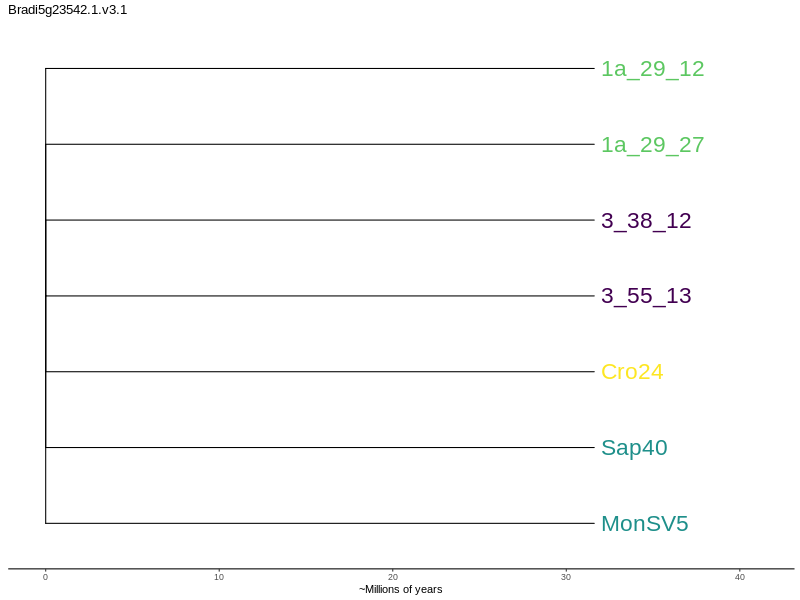 Bradi5g23542.1.v3.1
1a_29_12
1a_29_27
3_38_12
3_55_13
Cro24
Sap40
MonSV5
0 10 20 30 40
~Millions of years